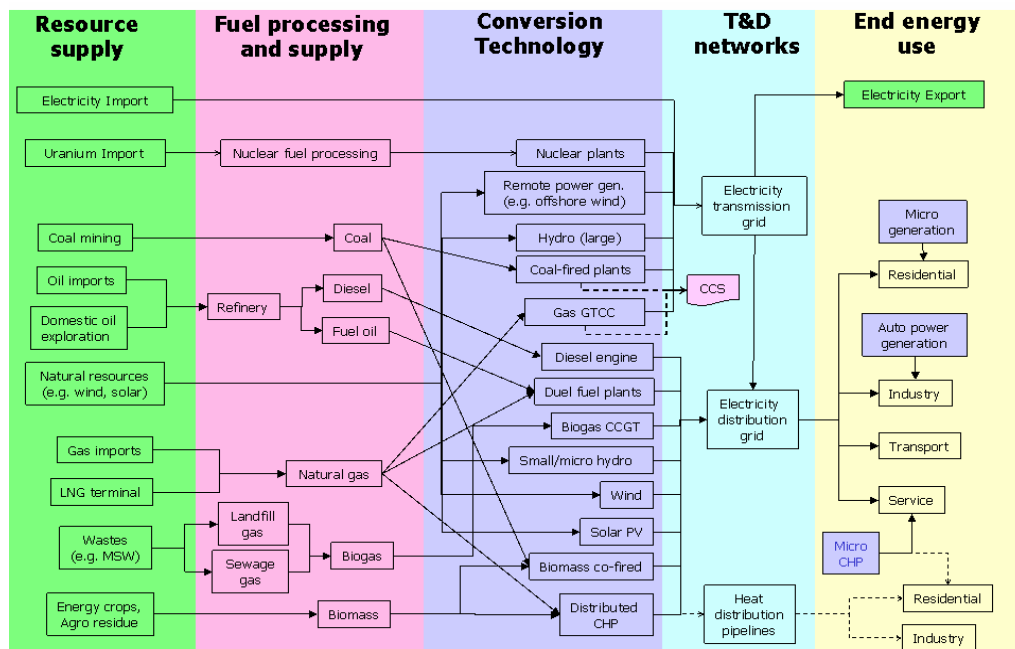 Resource
supply
Fuel processing
and supply
Conversion
Technology
T&D
networks
End energy
use
Electricity Import
Electricity Export
Uranium Import
Nuclear fuel processing
Nuclear plants
Remote power gen.
(e.g. offshore wind)
Electricity
transmission
grid
Micro
generation
Coal mining
Coal
Hydro (large)
Coal-fired plants
Residential
Oil imports
Diesel
CCS
Refinery
Domestic oil
exploration
Fuel oil
Gas GTCC
Auto power
generation
Diesel engine
Natural resources
(e.g. wind, solar)
Duel fuel plants
Industry
Electricity
distribution
grid
Biogas CCGT
Gas imports
Transport
Natural gas
Small/micro hydro
LNG terminal
Wind
Service
Landfill
gas
Solar PV
Wastes
(e.g. MSW)
Biogas
Sewage
gas
Biomass co-fired
Micro
CHP
Energy crops,
Agro residue
Biomass
Distributed
CHP
Heat
distribution
pipelines
Residential
Industry